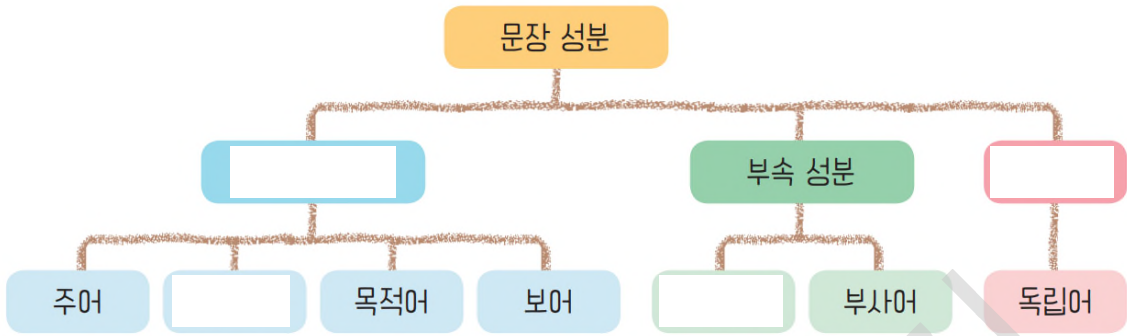 문장 성분
부속 성분
주어
목적어
보어
부사어
독립어